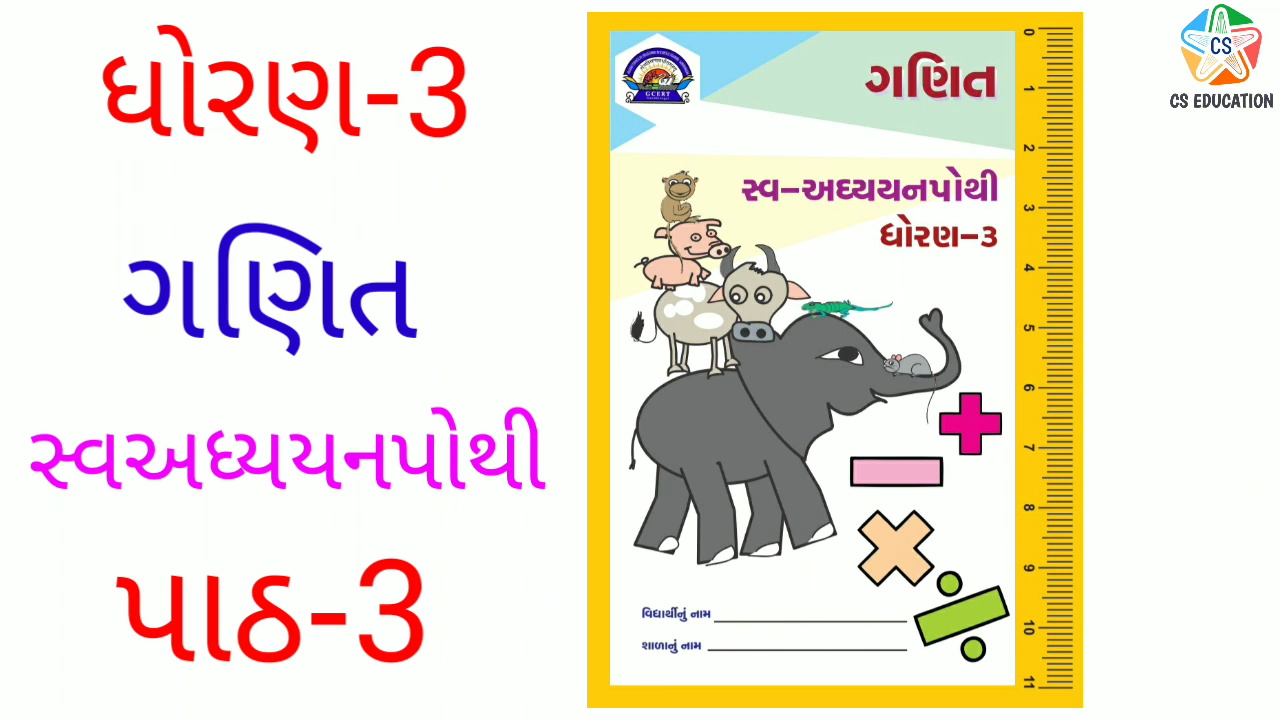 ધોરણ-3
ગણિત
સ્વઅધ્યયનપોથી
પાઠ-3
GCERT
ગણિત
સ્વ-અધ્યયનપોથી
ધોરણ-૩
વિદ્યાર્થીનું નામ
શાળાનું નામ
0
1
2
3
4
5
6
7
8
9
10
11
CS
CS EDUCATION